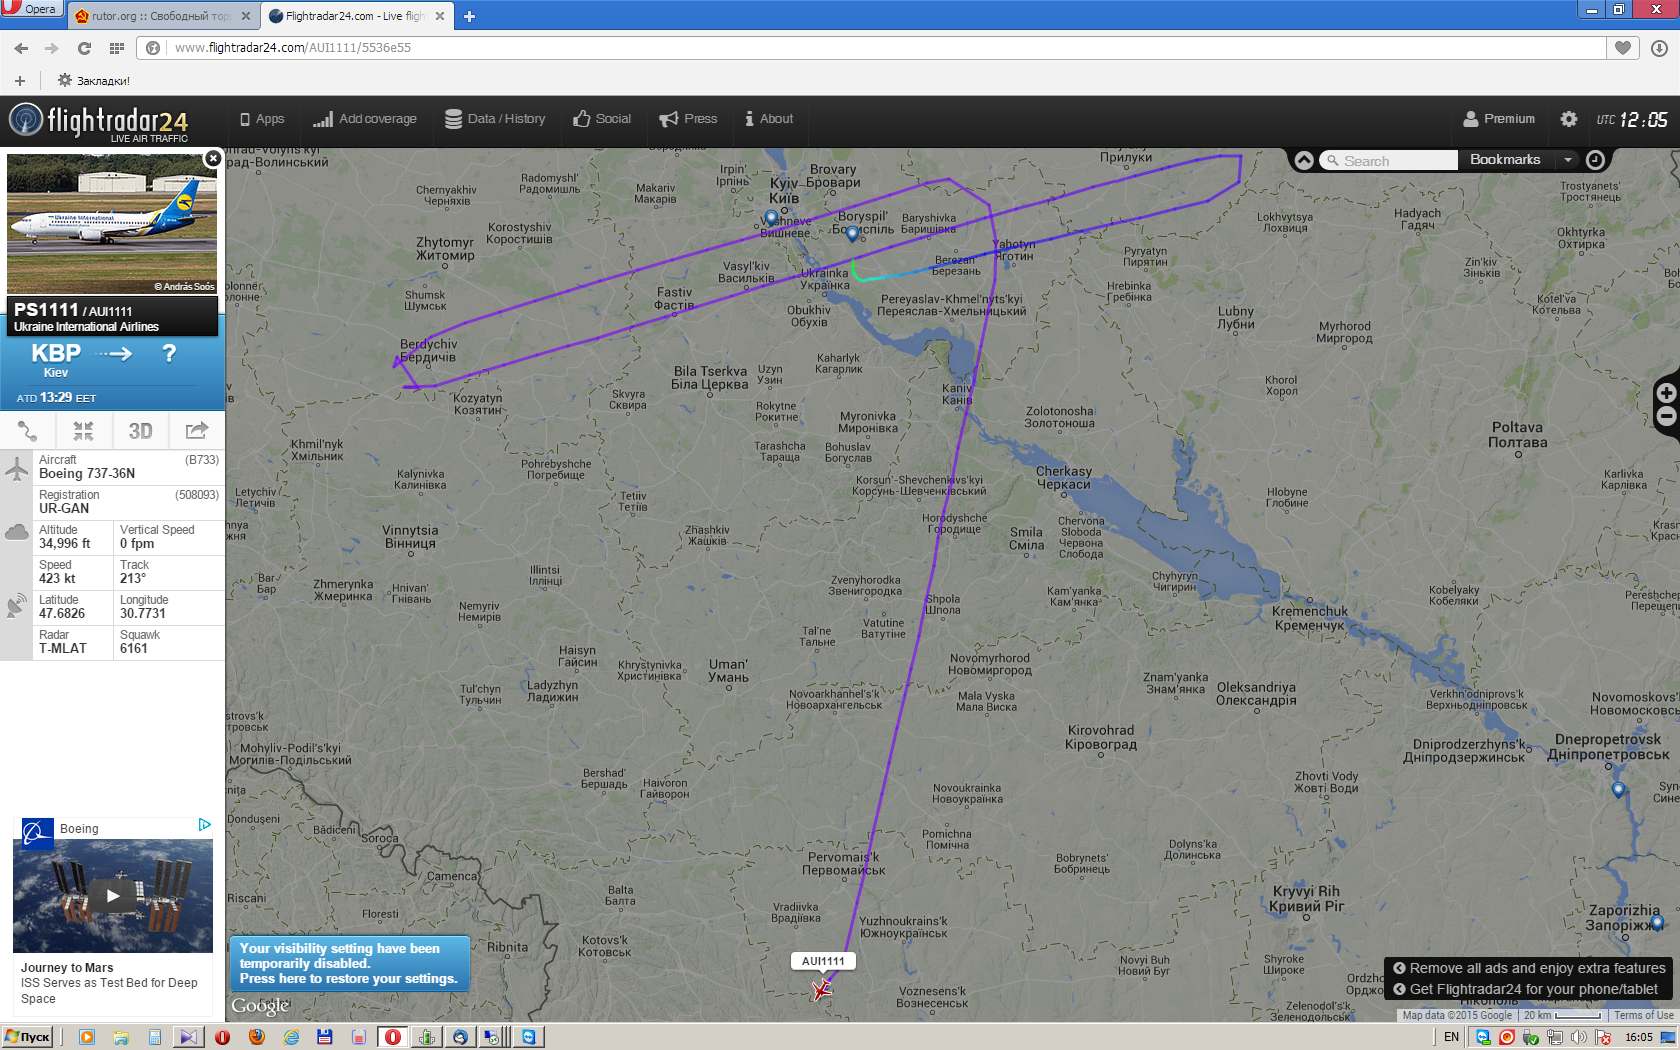 Opera
rutor.org :: Свободный тор
Flightradar24.com - Live fligh
www.flightradar24.com/AUI1111/5536e55
Закладки!
flightradar24
LIVE AIR TRAFFIC
Apps
Add coverage
Data / History
Social
Press
About
Premium
UTC 12:05
Search
Bookmarks
Ukraine International
© András Soós
PS1111 / AUI1111
Ukraine International Airlines
KBP
?
Kiev
ATD 13:29 EET
3D
Aircraft (B733)
Boeing 737-36N
Registration (508093)
UR-GAN
Altitude
34,996 ft
Vertical Speed
0 fpm
Speed
423 kt
Track
213°
Latitude
47.6826
Longitude
30.7731
Radar
T-MLAT
Squawk
6161
Boeing
Journey to Mars
ISS Serves as Test Bed for Deep
Space
рад-Волинський
Chernyakhiv
Черняхів
Radomyshl'
Радомишль
Makariv
Макарів
Irpin'
Ірпінь
Kyiv
Київ
Brovary
Бровари
Прилуки
Vyshneve
Вишневе
Boryspil'
Бориспіль
Baryshivka
Баришівка
Lokhvytsya
Лохвиця
Hadyach
Гадяч
Trostyanets'
Тростянець
Okhtyrka
Охтирка
Korostyshiv
Коростишів
Zhytomyr
Житомир
Vasyl'kiv
Васильків
Ukrainka
Українка
Berezan
Березань
Yahotyn
Яготин
Pyryatyn
Пирятин
Zin'kiv
Зіньків
Kotel'va
Котельва
Shums'k
Шумськ
Fastiv
Фастів
Obukhiv
Обухів
Pereyaslav-Khmel'nyts'kyi
Переяслав-Хмельницький
Hrebinka
Гребінка
Lubny
Лубни
Myrhorod
Миргород
Berdychiv
Бердичів
Kaharlyk
Кагарлик
Bila Tserkva
Біла Церква
Uzyn
Узин
Kaniv
Канів
Khorol
Хорол
Kozyatyn
Козятин
Skvyra
Сквира
Rokytne
Рокитне
Myronivka
Миронівка
Zolotonosha
Золотоноша
Poltava
Полтава
Khmil'nyk
Хмільник
Tarashcha
Тараща
Bohuslav
Богуслав
Pohrebyshche
Погребище
Kalynivka
Калинівка
Korsun'-Shevchenkivs'kyi
Корсунь-Шевченківський
Cherkasy
Черкаси
Karlivka
Карлівка
Letychiv
Летичів
Tetiiv
Тетіїв
Hlobyne
Глобине
Vinnytsia
Вінниця
Zhashkiv
Жашків
Horodyshche
Городище
Smila
Сміла
Chervona
Sloboda
Червона
Слобода
Bar
Бар
Zhmerynka
Жмеринка
Hnivan'
Гнівань
Illintsi
Іллінці
Zvenyhorodka
Звенигородка
Shpola
Шпола
Kam'yanka
Кам'янка
Chyhyryn
Чигирин
Kobelyaky
Кобеляки
Nemyriv
Немирів
Tal'ne
Тальне
Vatutine
Ватутіне
Kremenchuk
Кременчук
Haisyn
Гайсин
Khrystynivka
Христинівка
Uman'
Умань
Novomyrhorod
Новомиргород
Znam'yanka
Знам'янка
Oleksandriya
Олександрія
Verkhn'odniprovs'k
Верхньодніпровськ
Tul'chyn
Тульчин
Ladyzhyn
Ладижин
Novoarkhanhel's'k
Новоархангельськ
Mala Vyska
Мала Виска
Novomoskovs'k
Новомосковськ
Mohyliv-Podil's'kyi
Могилів-Подільський
Kirovohrad
Кіровоград
Dniprodzerzhyns'k
Дніпродзержинськ
Dnepropetrovsk
Дніпропетровськ
Bershad'
Бершадь
Haivoron
Гайворон
Novoukrainka
Новоукраїнка
Zhovti Vody
Жовті Води
Dondușeni
Bădiceni
Soroca
Pomichna
Помічна
Pervomais'k
Первомайськ
Bobrynets'
Бобринець
Dolyns'ka
Долинська
Camenca
Balta
Балта
Kryvyi Rih
Кривий Ріг
Riscani
Floresti
Vradiivka
Врадіївка
Yuzhnoukrains'k
Южноукраїнськ
Zaporizhia
Запоріжжя
Ribnita
Kotovs'k
Котовськ
Novyi Buh
Новий Буг
Shyroke
Широке
AUI1111
Voznesens'k
Вознесенськ
Zelenodol's'k
Зеленодольськ
Нікополь
Your visibility setting have been
temporarily disabled.
Press here to restore your settings.
Google
Remove all ads and enjoy extra features
Get Flightradar24 for your phone/tablet
Map data ©2015 Google
20 km
Terms of Use
Пуск
EN
16:05